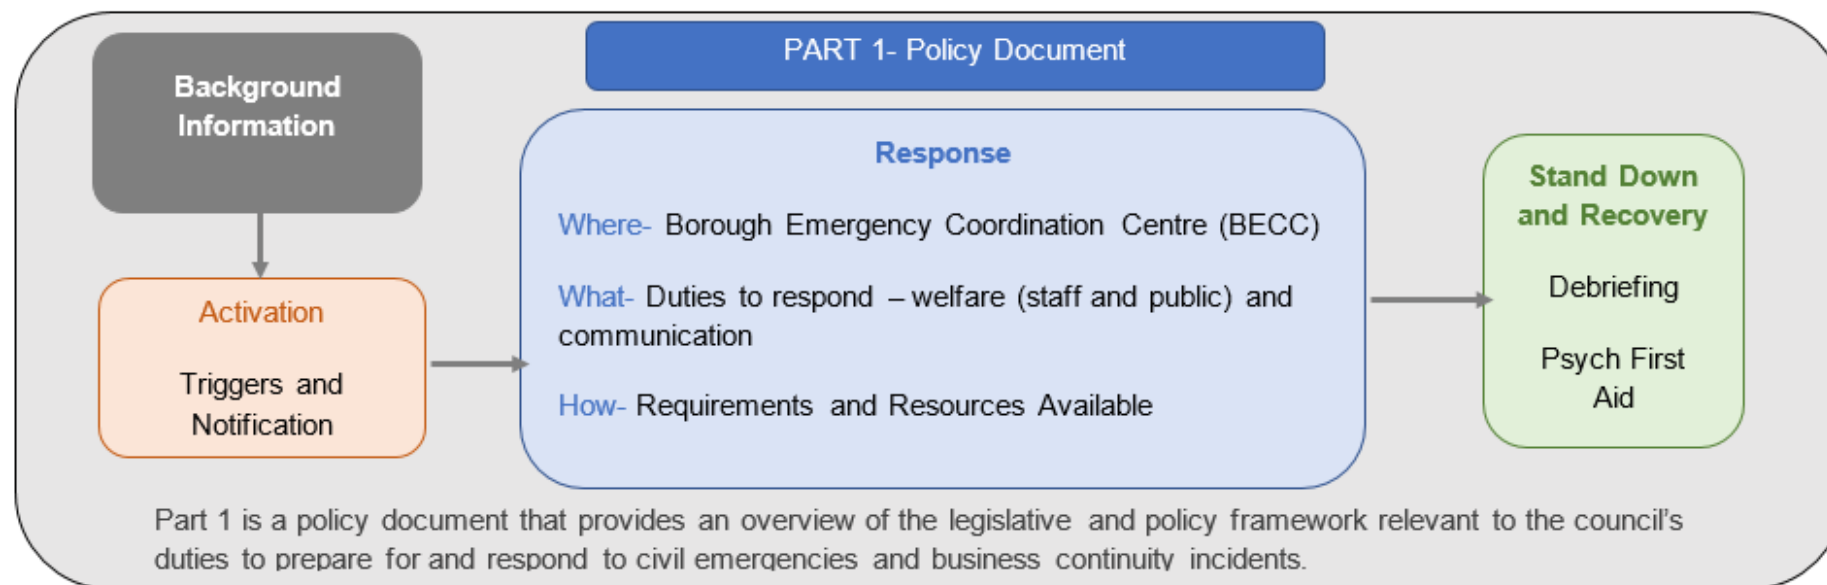 PART 1- Policy Document
Background
Information
Activation
Triggers and
Notification
Response
Where- Borough Emergency Coordination Centre (BECC)
What- Duties to respond – welfare (staff and public) and
communication
How- Requirements and Resources Available
Stand Down
and Recovery
Debriefing
Psych First
Aid
Part 1 is a policy document that provides an overview of the legislative and policy framework relevant to the council's
duties to prepare for and respond to civil emergencies and business continuity incidents.